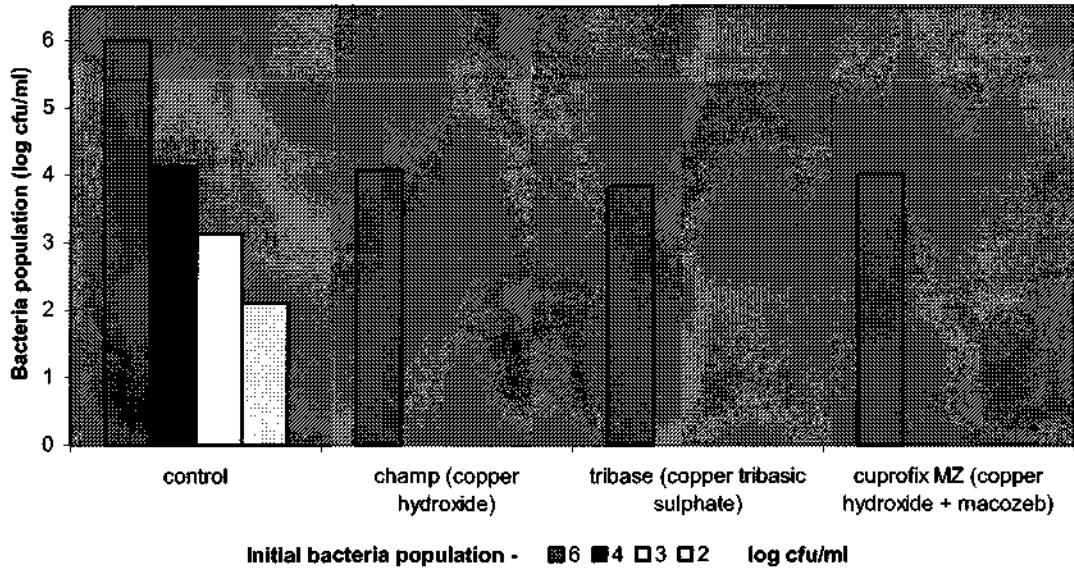 Bacteria population (log cfu/ml)
6
5
4
3
2
1
0
control
champ (copper
hydroxide)
tribase (copper tribasic
sulphate)
cuprofix MZ (copper
hydroxide + macozeb)
Initial bacteria population - 6 4 3 2 log cfu/ml